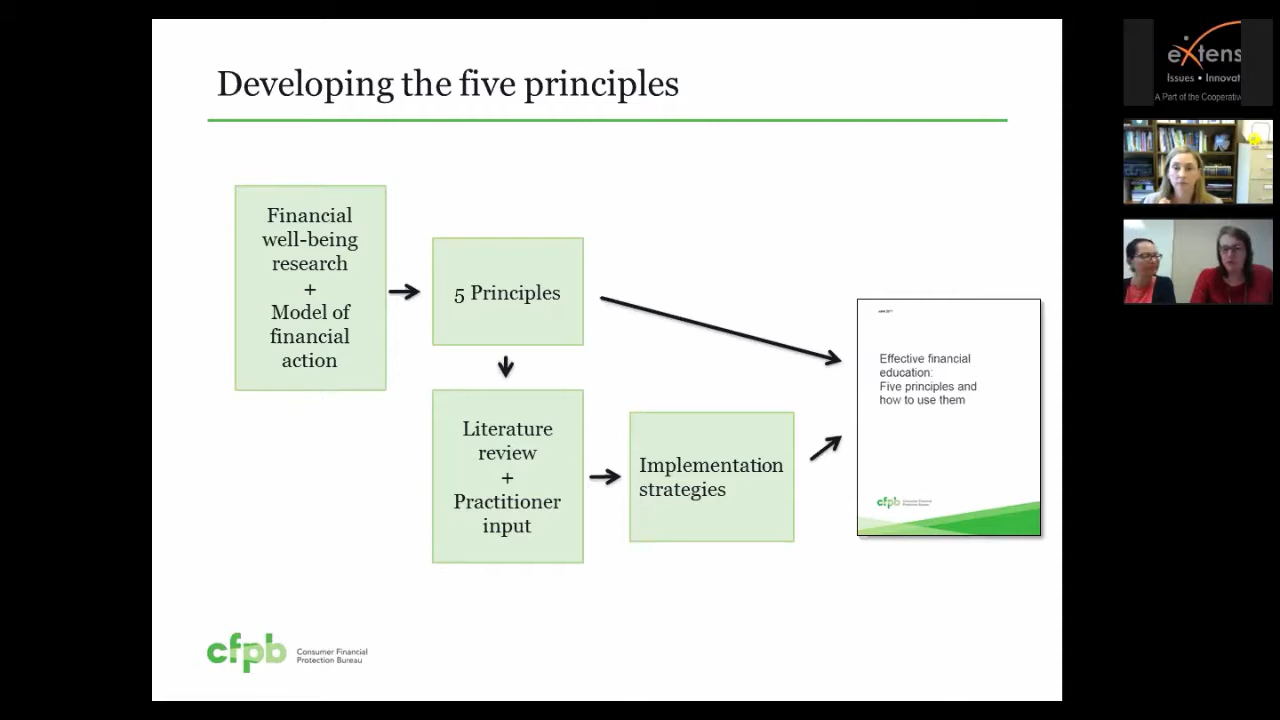 Developing the five principles
Financial
well-being
research
+
Model of
financial
action
5 Principles
Literature
review
+
Practitioner
input
Implementation
strategies
Effective financial
education:
Five principles and
how to use them
cfpb
cfpb Consumer Financial
Protection Bureau
eXtens
Issues • Innovat
A Part of the Cooperativ